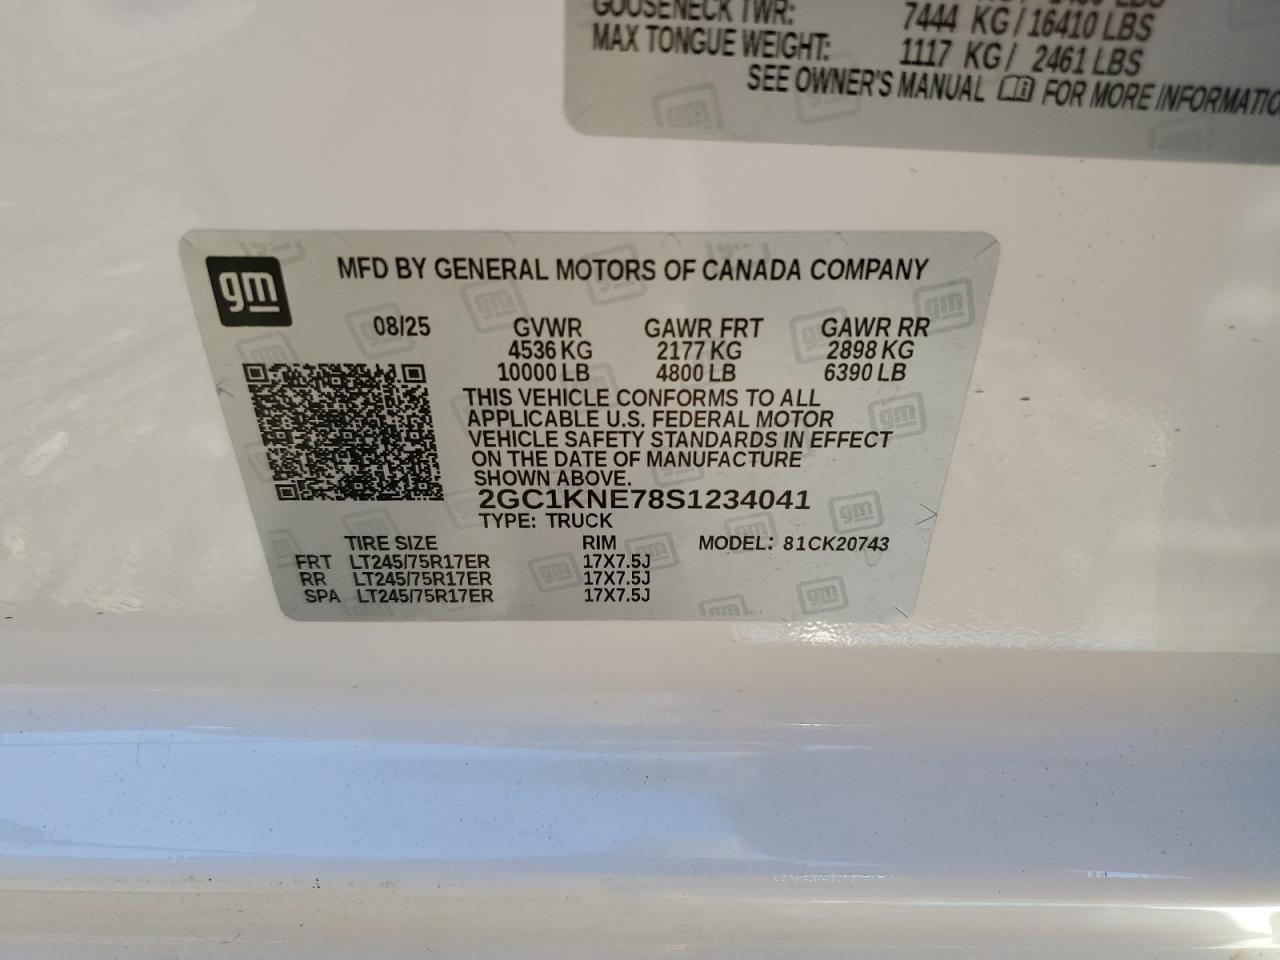 GOOSENECK TWR: 7444 KG/16410 LBS
MAX TONGUE WEIGHT: 1117 KG/ 2461 LBS
SEE OWNER'S MANUAL FOR MORE INFORMATIO
gm
MFD BY GENERAL MOTORS OF CANADA COMPANY
08/25 GVWR GAWR FRT GAWR RR
4536 KG 2177 KG 2898 KG
10000 LB 4800 LB 6390 LB
THIS VEHICLE CONFORMS TO ALL
APPLICABLE U.S. FEDERAL MOTOR
VEHICLE SAFETY STANDARDS IN EFFECT
ON THE DATE OF MANUFACTURE
SHOWN ABOVE.
2GC1KNE78S1234041
TYPE: TRUCK
TIRE SIZE RIM MODEL: 81CK20743
FRT LT245/75R17ER 17X7.5J
RR LT245/75R17ER 17X7.5J
SPA LT245/75R17ER 17X7.5J